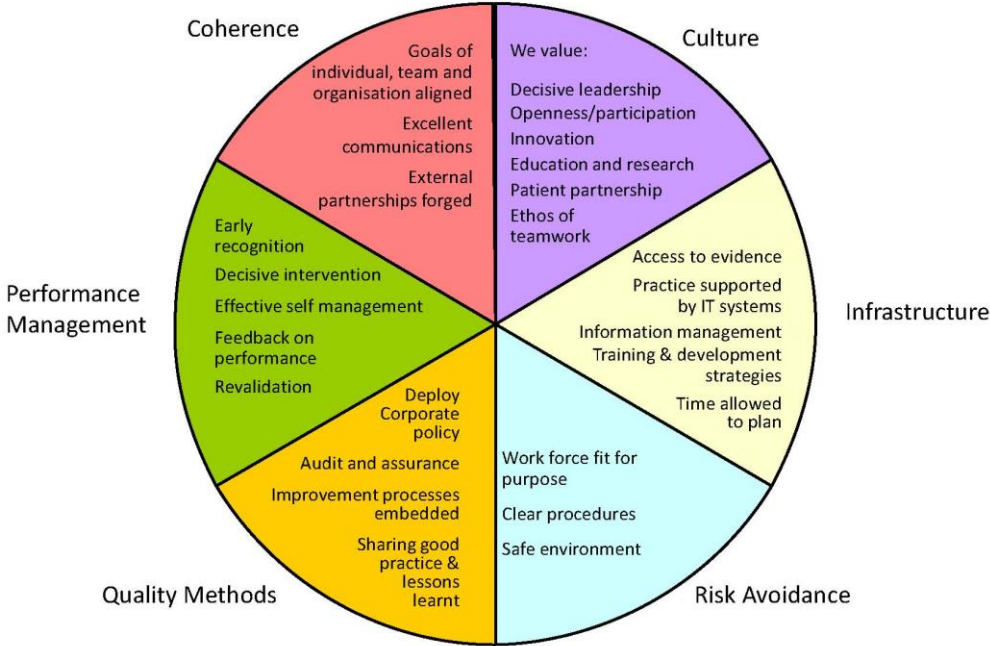 Coherence
Goals of
individual, team and
organisation aligned
Excellent
communications
External
partnerships forged
Culture
We value:
Decisive leadership
Openness/participation
Innovation
Education and research
Patient partnership
Ethos of
teamwork
Performance
Management
Early
recognition
Decisive intervention
Effective self management
Feedback on
performance
Revalidation
Infrastructure
Access to evidence
Practice supported
by IT systems
Information management
Training & development
strategies
Time allowed
to plan
Quality Methods
Deploy
Corporate
policy
Audit and assurance
Improvement processes
embedded
Sharing good
practice &
lessons
learnt
Risk Avoidance
Work force fit for
purpose
Clear procedures
Safe environment